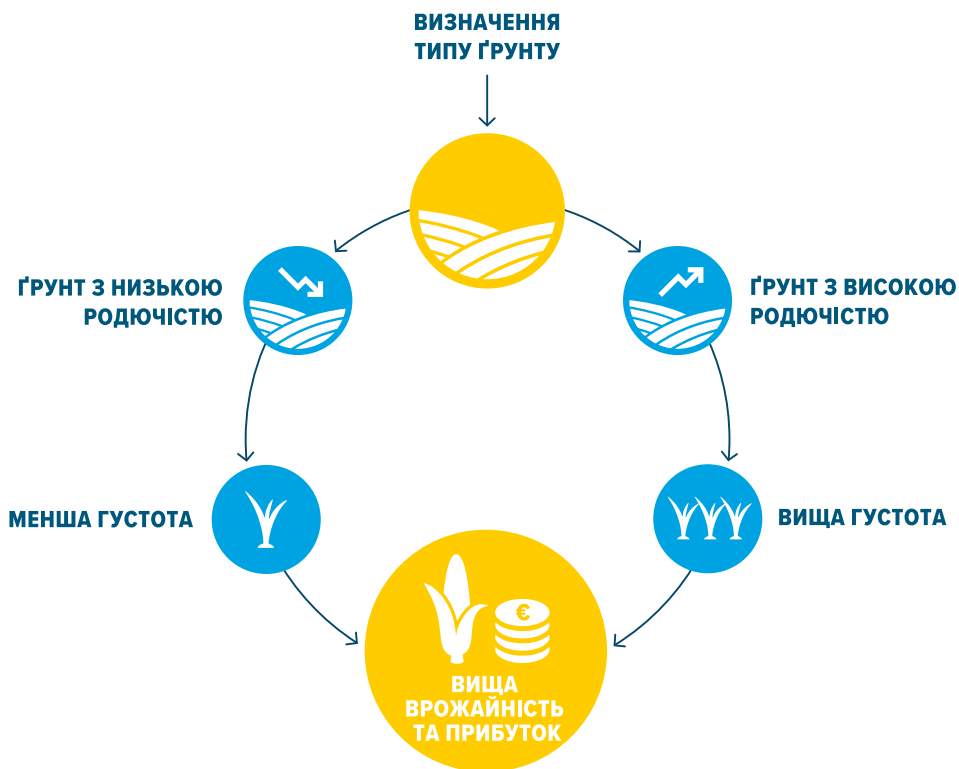 ВИЗНАЧЕННЯ
ТИПУ ҐРУНТУ
ҐРУНТ З НИЗЬКОЮ
РОДЮЧІСТЮ
ҐРУНТ З ВИСОКОЮ
РОДЮЧІСТЮ
МЕНША ГУСТОТА
ВИЩА ГУСТОТА
€
ВИЩА
ВРОЖАЙНІСТЬ
ТА ПРИБУТОК